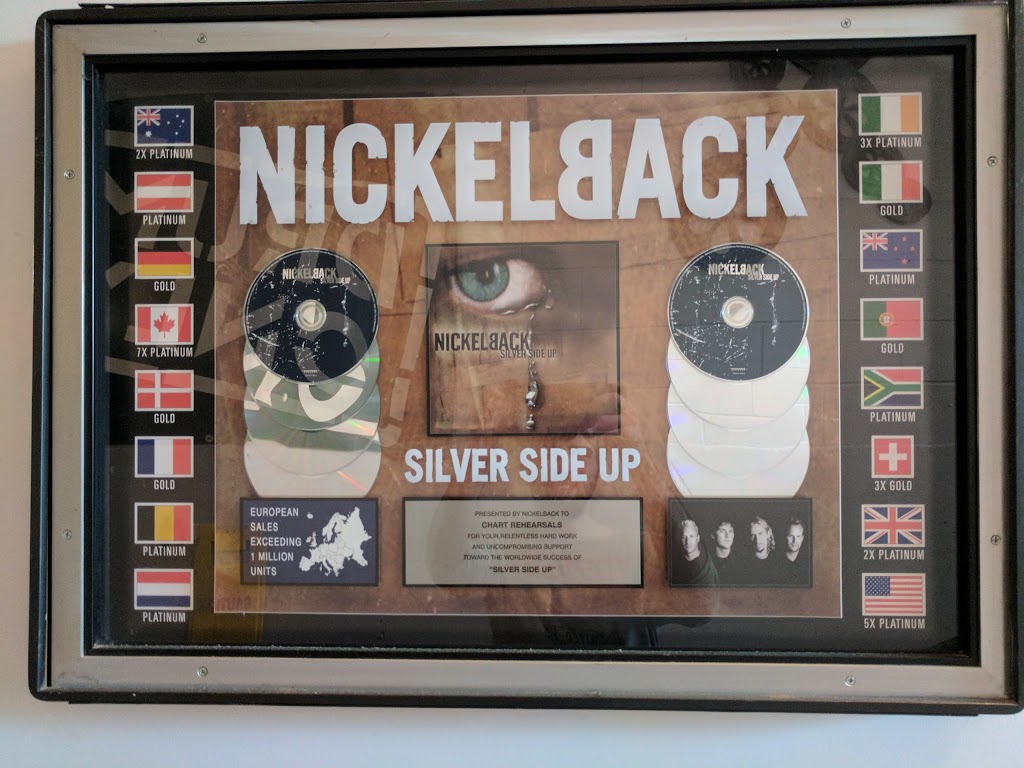 NICKELBACK
2X PLATINUM
PLATINUM
GOLD
7X PLATINUM
GOLD
GOLD
PLATINUM
PLATINUM
NICKELBACK
SILVER SIDE UP
NICKELBACK
SILVER SIDE UP
NICKELBACK
SILVER SIDE UP
SILVER SIDE UP
EUROPEAN
SALES
EXCEEDING
1 MILLION
UNITS
PRESENTED BY NICKELBACK TO
CHART REHEARSALS
FOR YOUR RELENTLESS HARD WORK
AND UNCOMPROMISING SUPPORT
TOWARD THE WORLDWIDE SUCCESS OF
"SILVER SIDE UP"
3X PLATINUM
GOLD
PLATINUM
GOLD
PLATINUM
3X GOLD
2X PLATINUM
5X PLATINUM